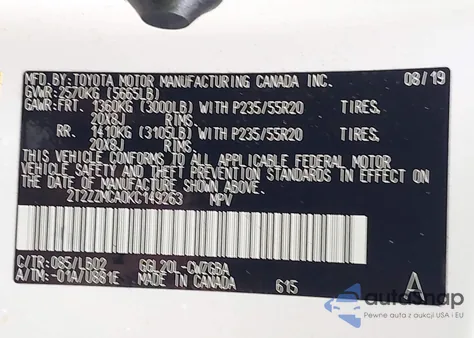 MFD.BY:TOYOTA MOTOR MANUFACTURING CANADA INC. 08/19
GVWR:2570KG (5665LB)
GAWR:FRT. 1360KG (3000LB) WITH P235/55R20 TIRES,
20X8J RIMS,
RR. 1410KG (3105LB) WITH P235/55R20 TIRES,
20X8J RIMS.
THIS VEHICLE CONFORMS TO ALL APPLICABLE FEDERAL MOTOR
VEHICLE SAFETY AND THEFT PREVENTION STANDARDS IN EFFECT ON
THE DATE OF MANUFACTURE SHOWN ABOVE.
2T2ZZMCA0KC149263 MPV
C/TR:085/LB02 GGL20L-CWZGBA
A/TM:-01A/U881E MADE IN CANADA 615 A
autosnap
Pewne auta z aukcji USA i EU